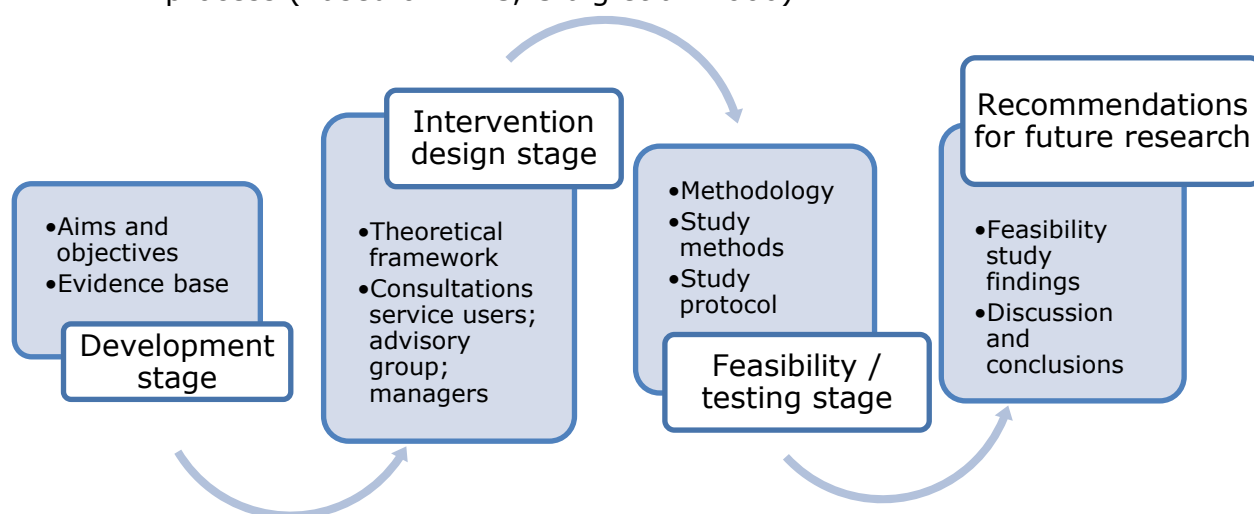 process
Intervention
design stage
Recommendations
for future research
•Aims and
objectives
•Evidence base
Development
stage
•Theoretical
framework
•Consultations
service users;
advisory
group;
managers
•Methodology
•Study
methods
•Study
protocol
Feasibility /
testing stage
•Feasibility
study
findings
•Discussion
and
conclusions